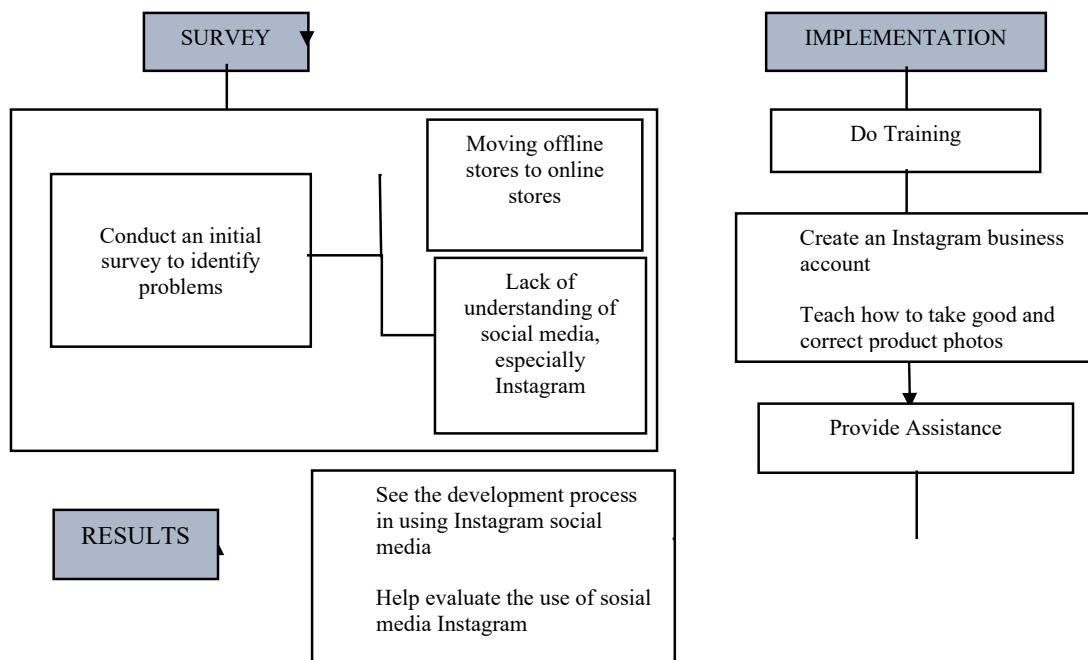 SURVEY
Conduct an initial
survey to identify
problems
Moving offline
stores to online
stores
Lack of
understanding of
social media,
especially
Instagram
IMPLEMENTATION
Do Training
Create an Instagram business
account
Teach how to take good and
correct product photos
Provide Assistance
See the development process
in using Instagram social
media
Help evaluate the use of sosial
media Instagram
RESULTS